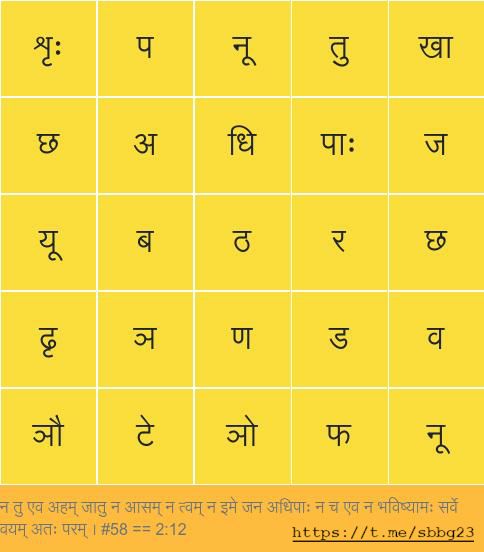 शृः प नू तु खा
छ अ धि पाः ज
यू ब ठ र छ
ढृ ञ ण ड व
ञौ टे ञो फ नू
न तु एव अहम् जातु न आसम् न त्वम् न इमे जन अधिपाः न च एव न भविष्यामः सर्वे
वयम् अतः परम् । #58 == 2:12 https://t.me/sbbg23